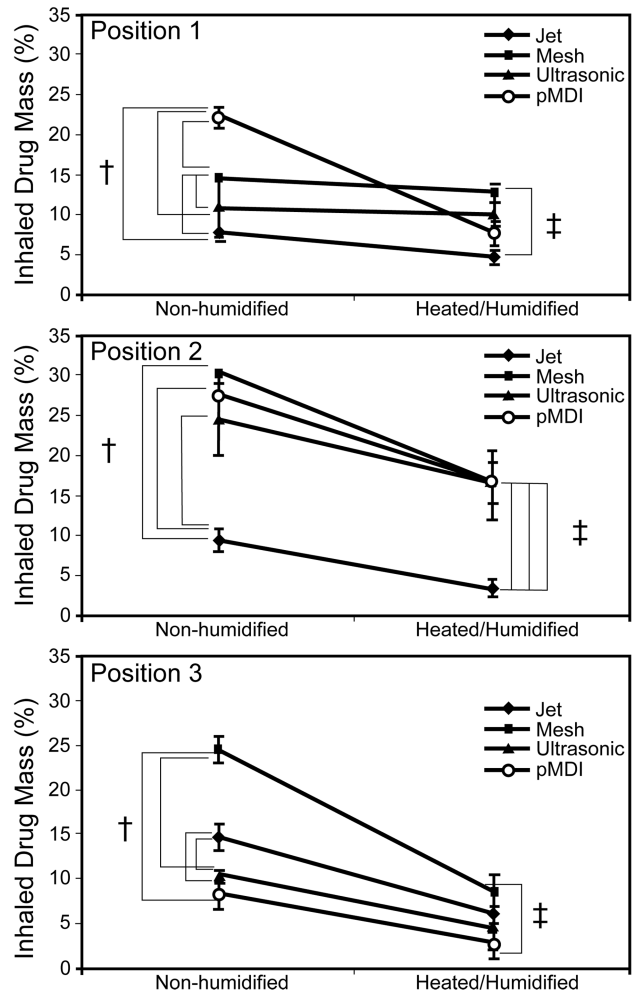 Position 1
Inhaled Drug Mass (%)
35
30
25
20
15
10
5
0
Jet
Mesh
Ultrasonic
pMDI
†
‡
Non-humidified
Heated/Humidified
Position 2
Inhaled Drug Mass (%)
35
30
25
20
15
10
5
0
Jet
Mesh
Ultrasonic
pMDI
†
‡
Non-humidified
Heated/Humidified
Position 3
Inhaled Drug Mass (%)
35
30
25
20
15
10
5
0
Jet
Mesh
Ultrasonic
pMDI
†
‡
Non-humidified
Heated/Humidified